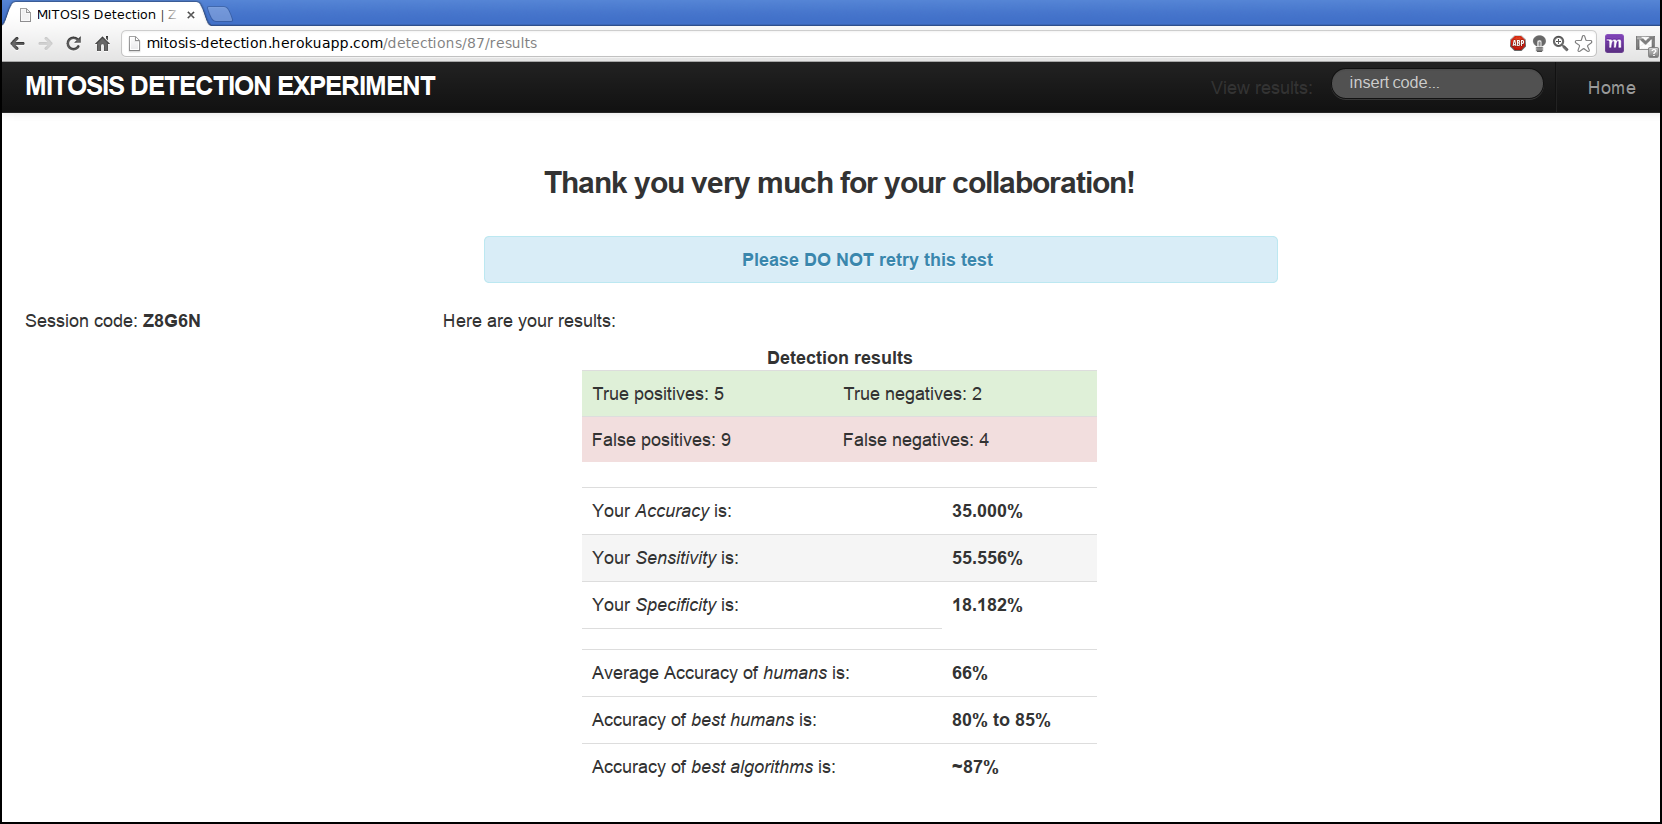 MITOSIS Detection | Z
mitosis-detection.herokuapp.com/detections/87/results
ABP
m
MITOSIS DETECTION EXPERIMENT
View results:
insert code...
Home
Thank you very much for your collaboration!
Please DO NOT retry this test
Session code: Z8G6N
Here are your results:
Detection results
True positives: 5 True negatives: 2
False positives: 9 False negatives: 4
Your Accuracy is: 35.000%
Your Sensitivity is: 55.556%
Your Specificity is: 18.182%
Average Accuracy of humans is: 66%
Accuracy of best humans is: 80% to 85%
Accuracy of best algorithms is: ~87%